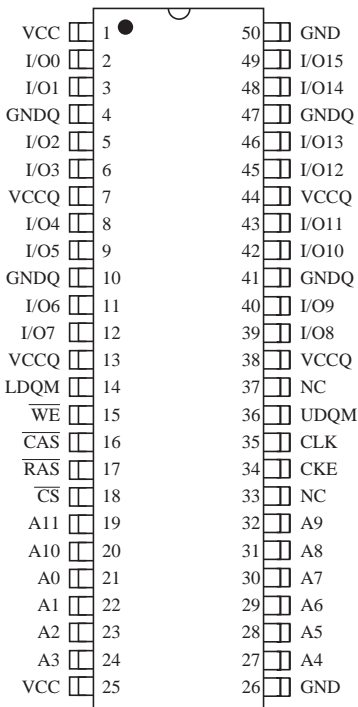 VCC 1 50 GND
I/O0 2 49 I/O15
I/O1 3 48 I/O14
GNDQ 4 47 GNDQ
I/O2 5 46 I/O13
I/O3 6 45 I/O12
VCCQ 7 44 VCCQ
I/O4 8 43 I/O11
I/O5 9 42 I/O10
GNDQ 10 41 GNDQ
I/O6 11 40 I/O9
I/O7 12 39 I/O8
VCCQ 13 38 VCCQ
LDQM 14 37 NC
W̅E̅ 15 36 UDQM
C̅A̅S̅ 16 35 CLK
R̅A̅S̅ 17 34 CKE
C̅S̅ 18 33 NC
A11 19 32 A9
A10 20 31 A8
A0 21 30 A7
A1 22 29 A6
A2 23 28 A5
A3 24 27 A4
VCC 25 26 GND